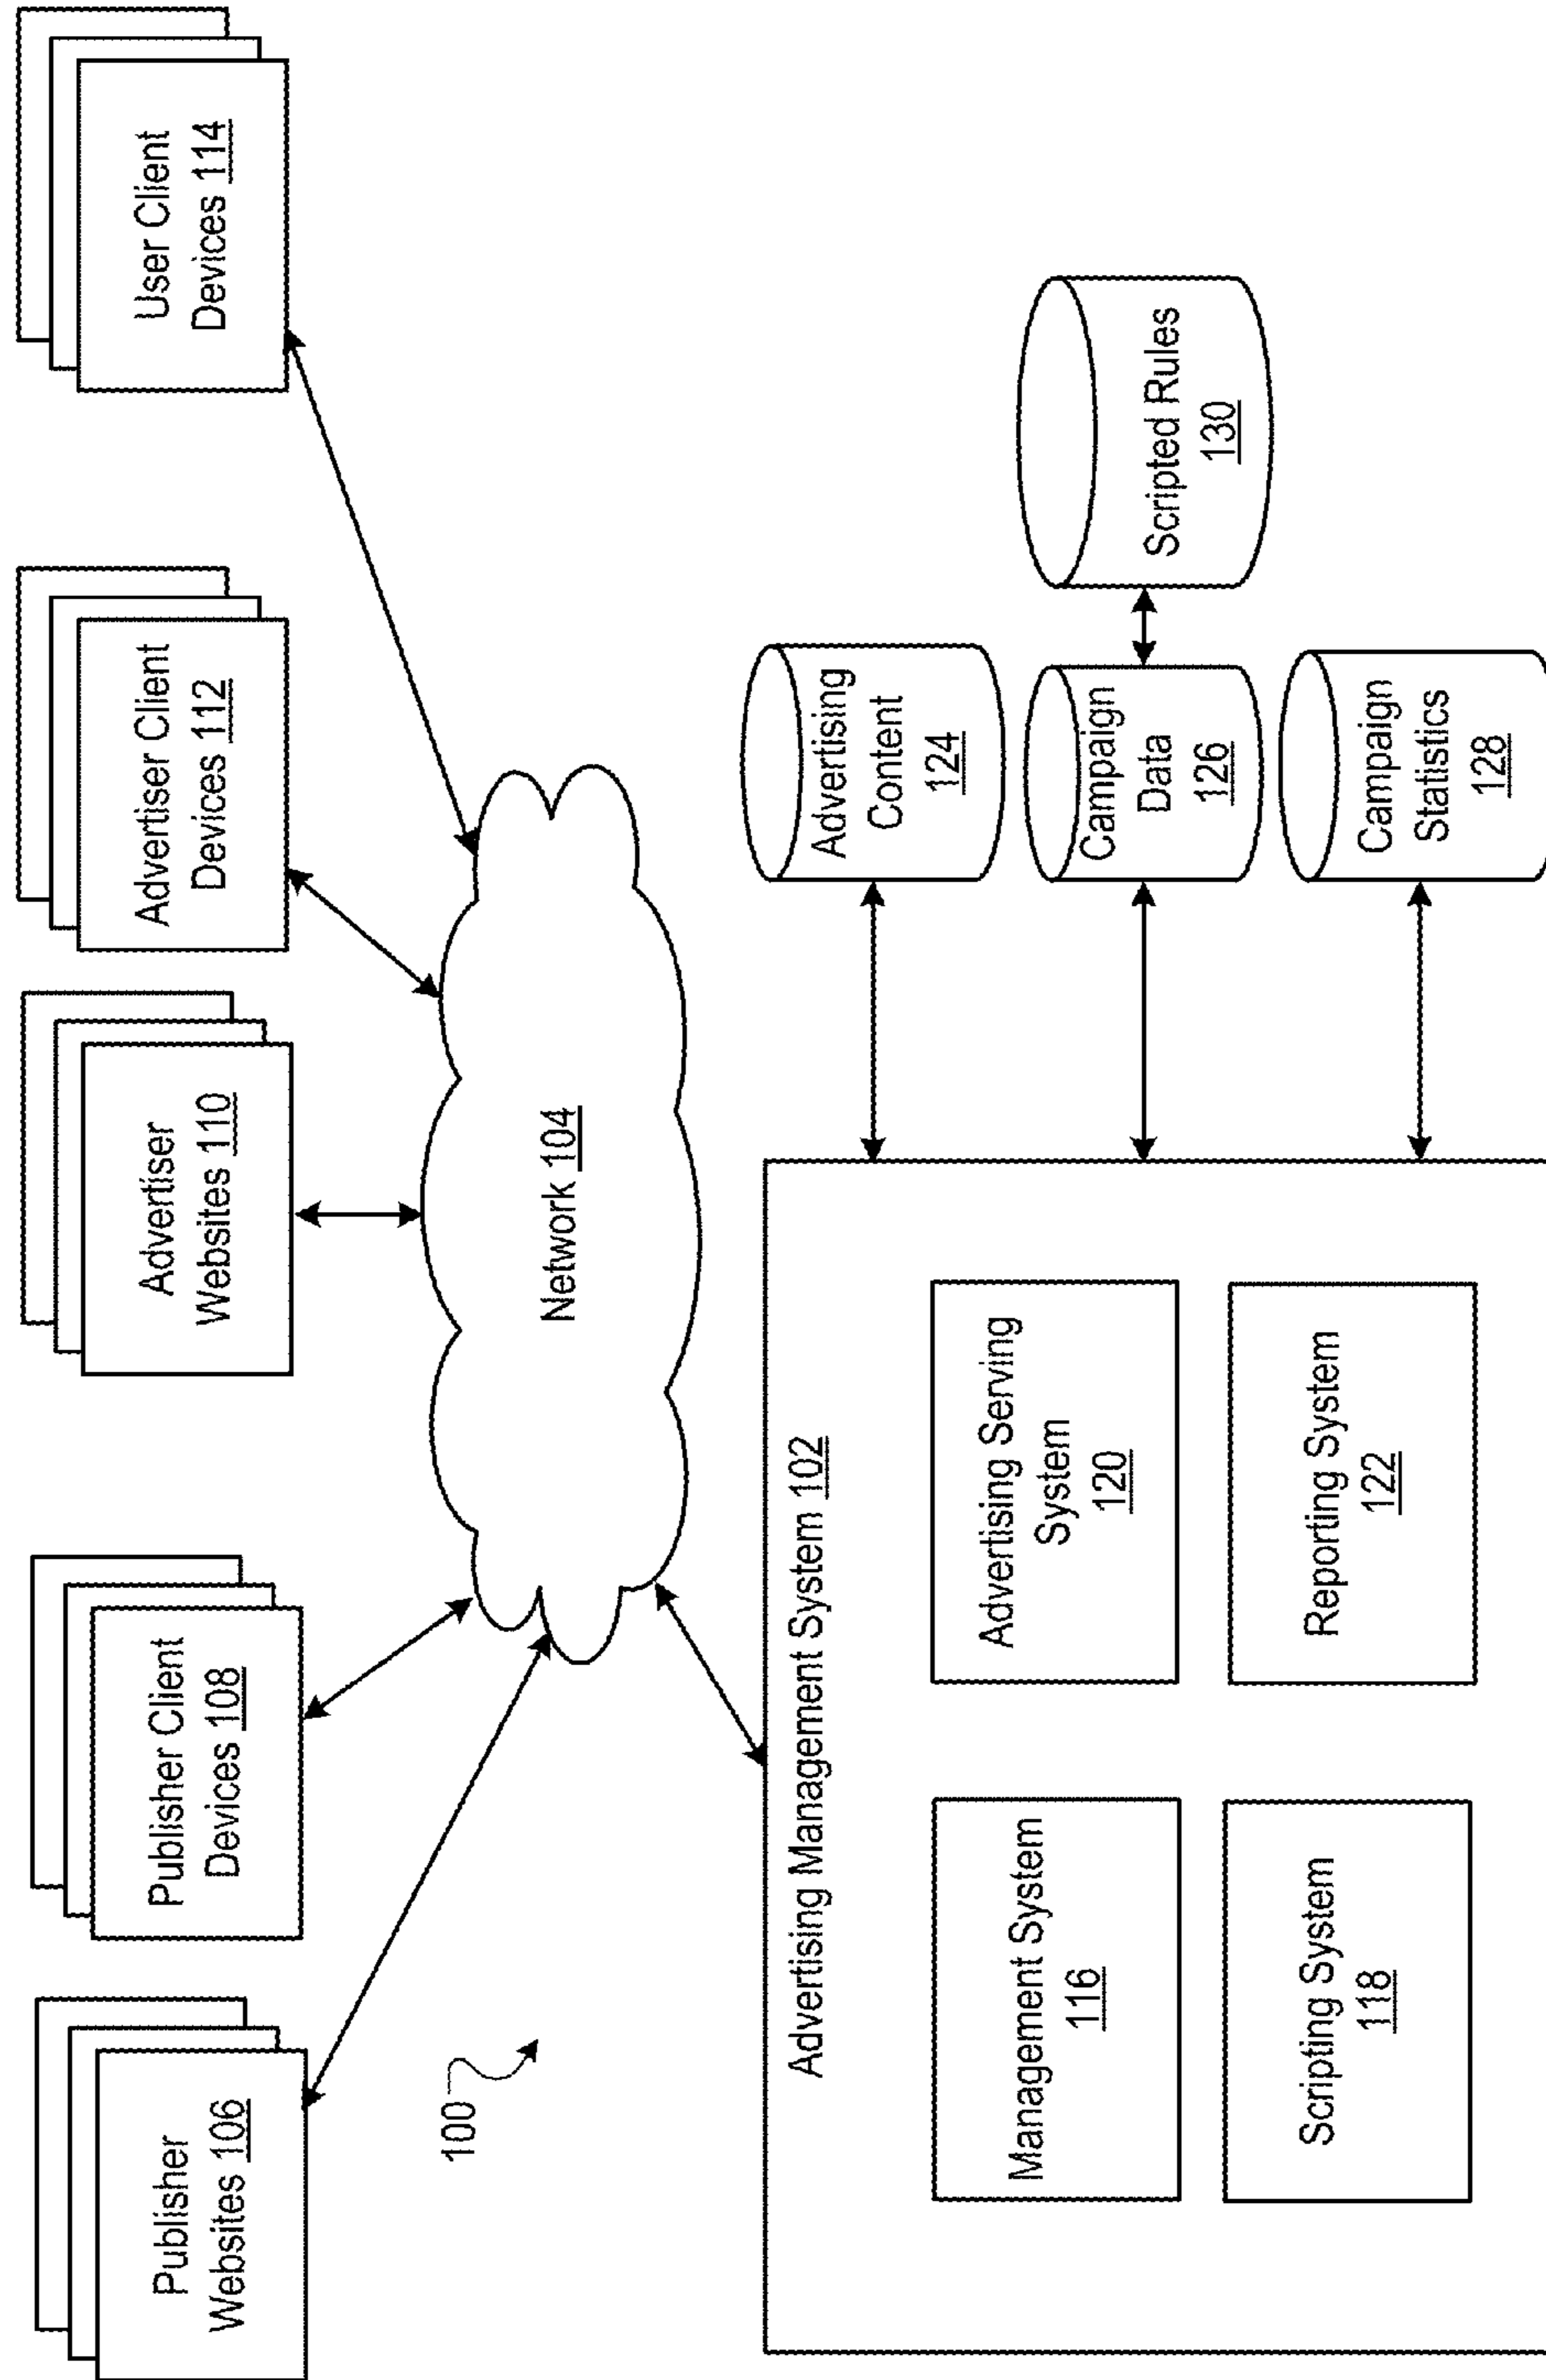 Publisher
Websites 106
Publisher Client
Devices 108
Advertiser
Websites 110
Advertiser Client
Devices 112
User Client
Devices 114
100
Network 104
Advertising Management System 102
Management System
116
Advertising Serving
System
120
Scripting System
118
Reporting System
122
Advertising
Content
124
Campaign
Data
126
Campaign
Statistics
128
Scripted Rules
130